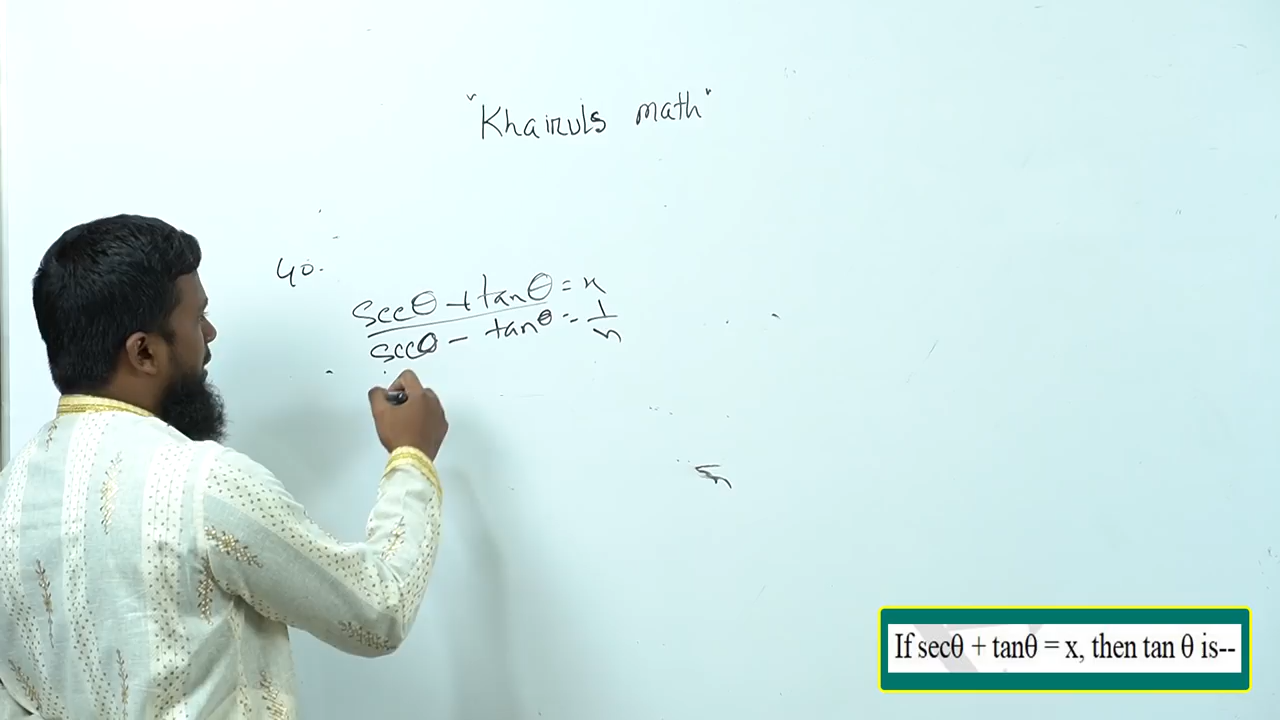 "Khairuls math"
40.
secθ + tanθ = x
secθ - tanθ = 1/x
If secθ + tanθ = x, then tan θ is--